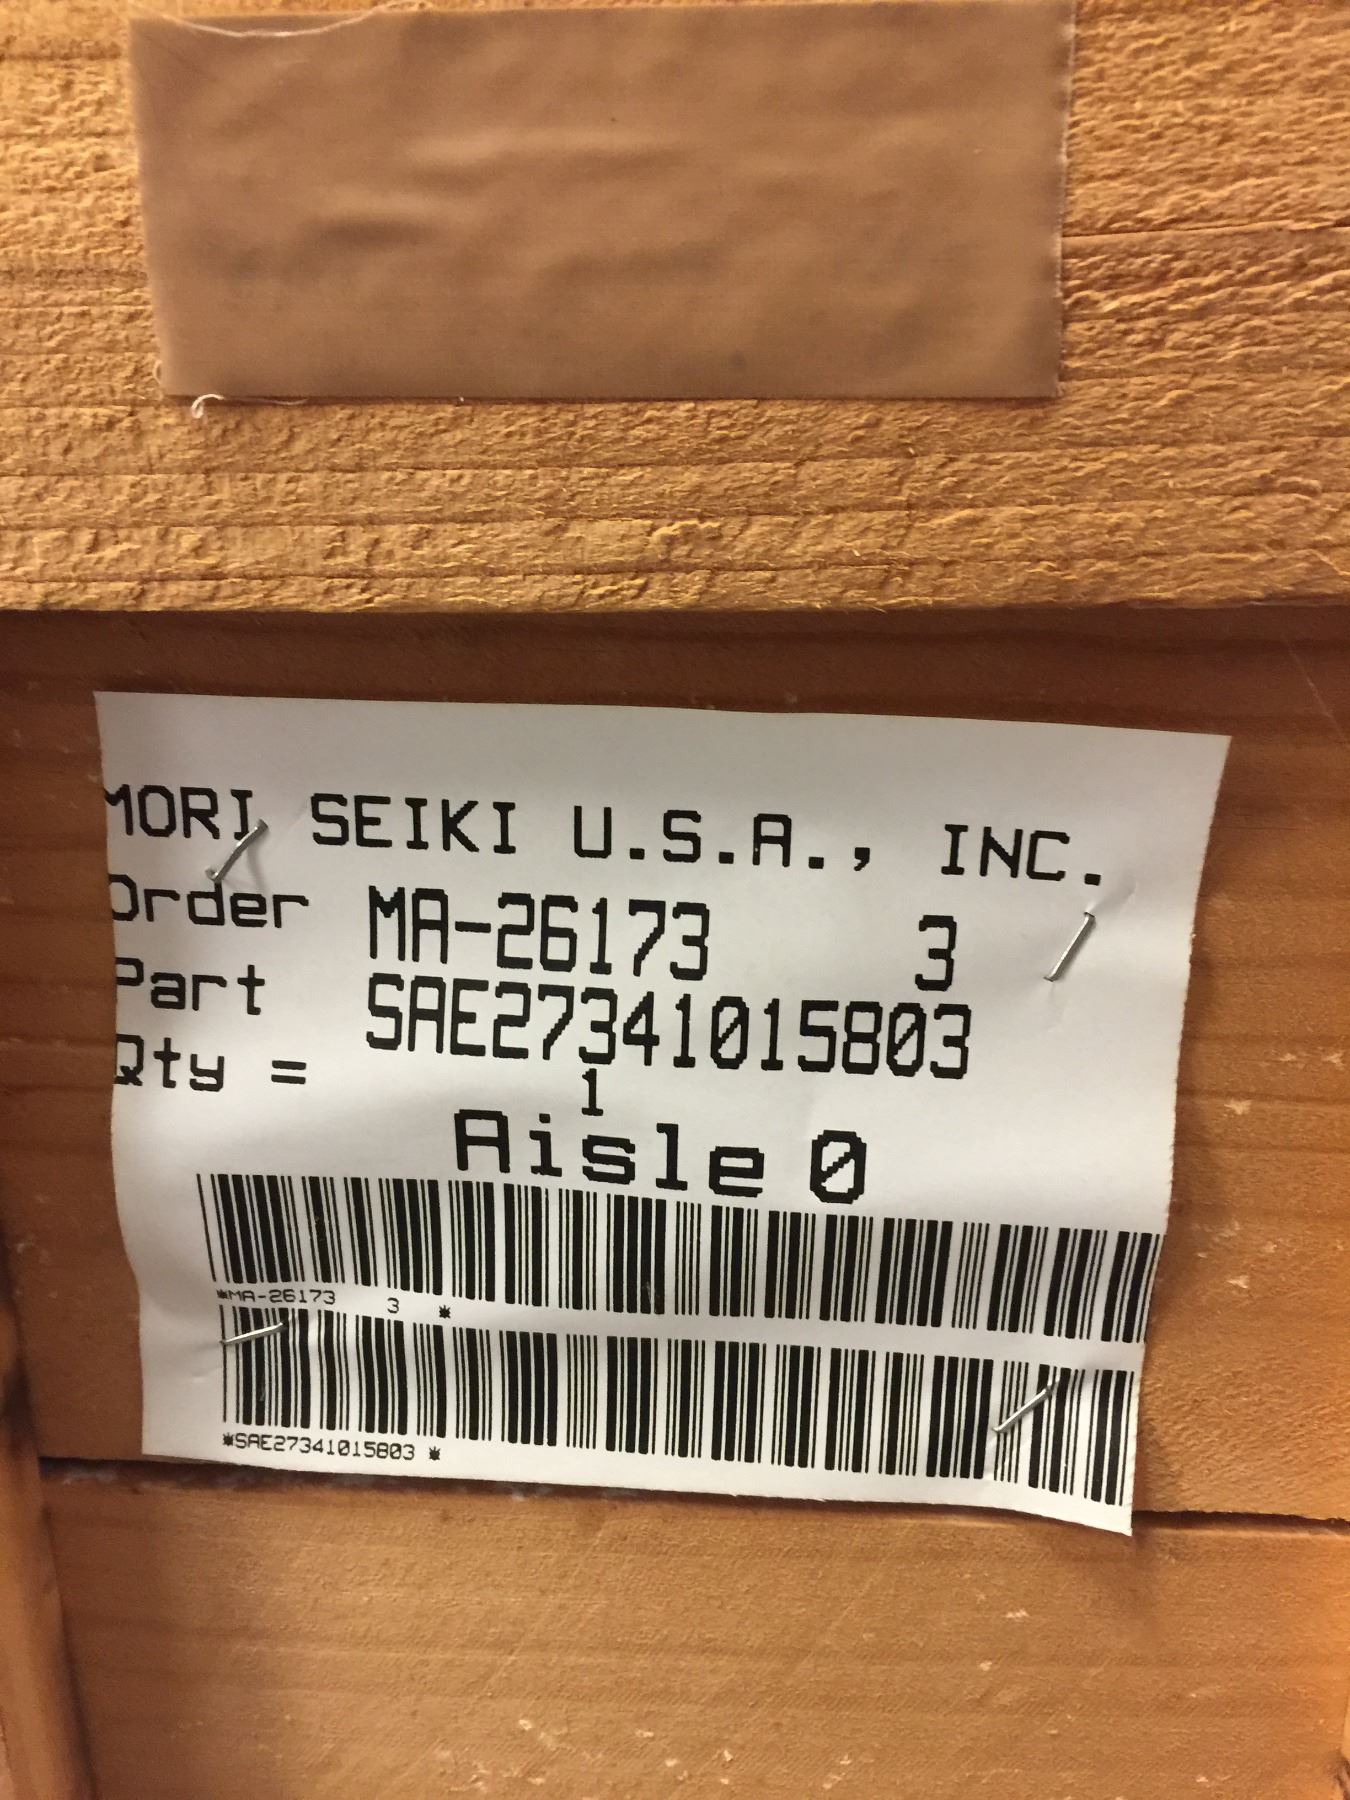 MORI SEIKI U.S.A., INC.
Order MA-26173 3
Part SAE27341015803
Qty = 1
Aisle 0
*MA-26173 3 *
*SAE27341015803 *